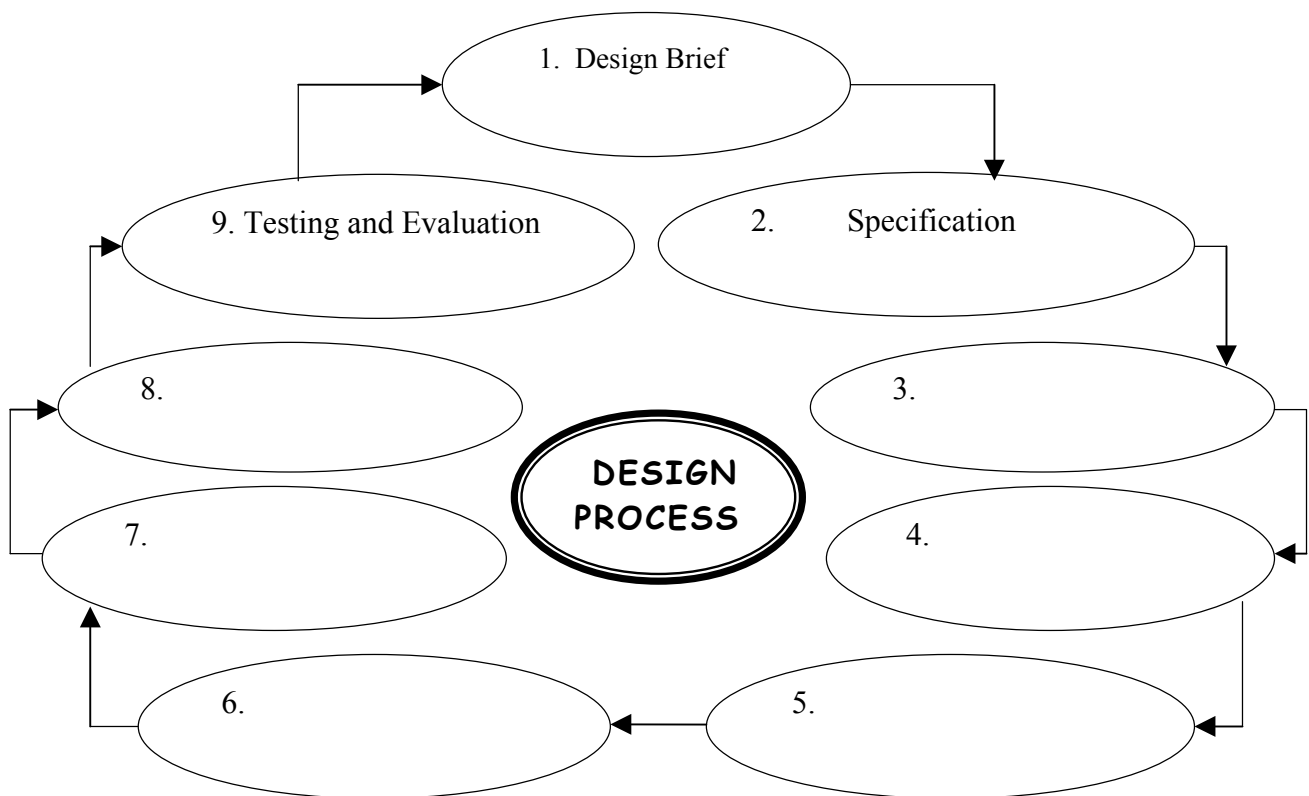 1. Design Brief
2. Specification
3.
4.
5.
6.
7.
8.
9. Testing and Evaluation
DESIGN
PROCESS